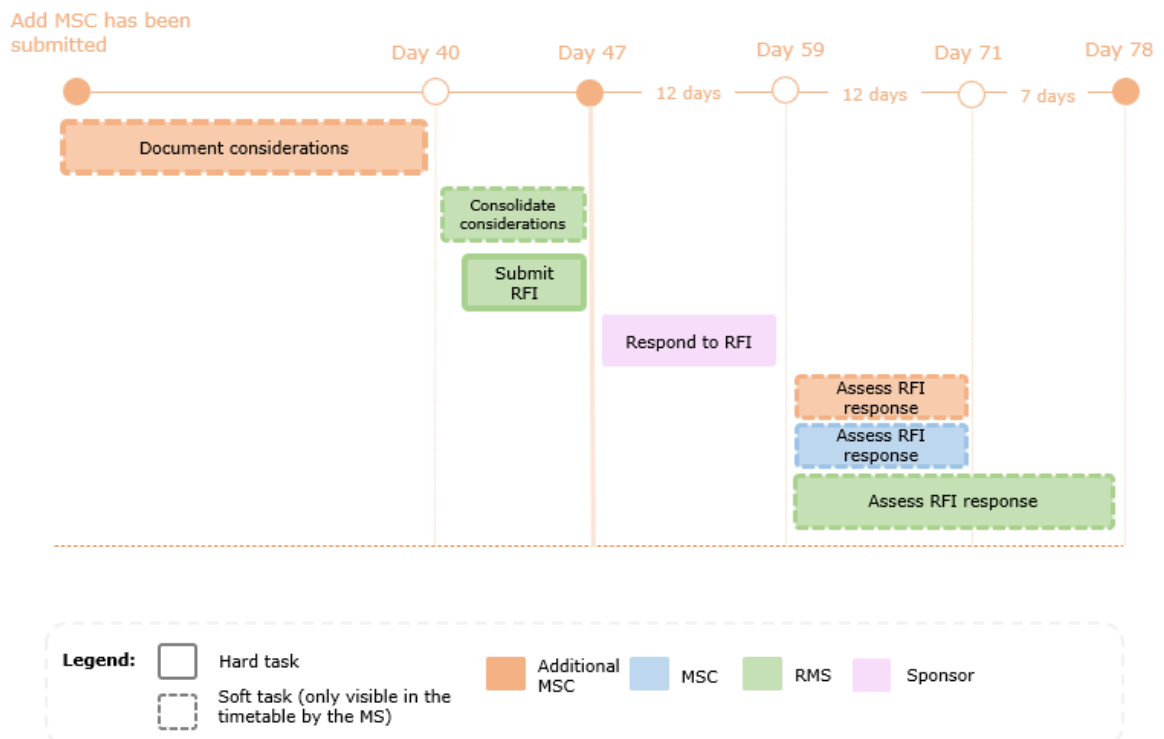 Add MSC has been
submitted
Day 40
Day 47
Day 59
Day 71
Day 78
12 days
12 days
7 days
Document considerations
Consolidate
considerations
Submit
RFI
Respond to RFI
Assess RFI
response
Assess RFI
response
Assess RFI response
Legend:
Hard task
Soft task (only visible in the
timetable by the MS)
Additional
MSC
MSC
RMS
Sponsor